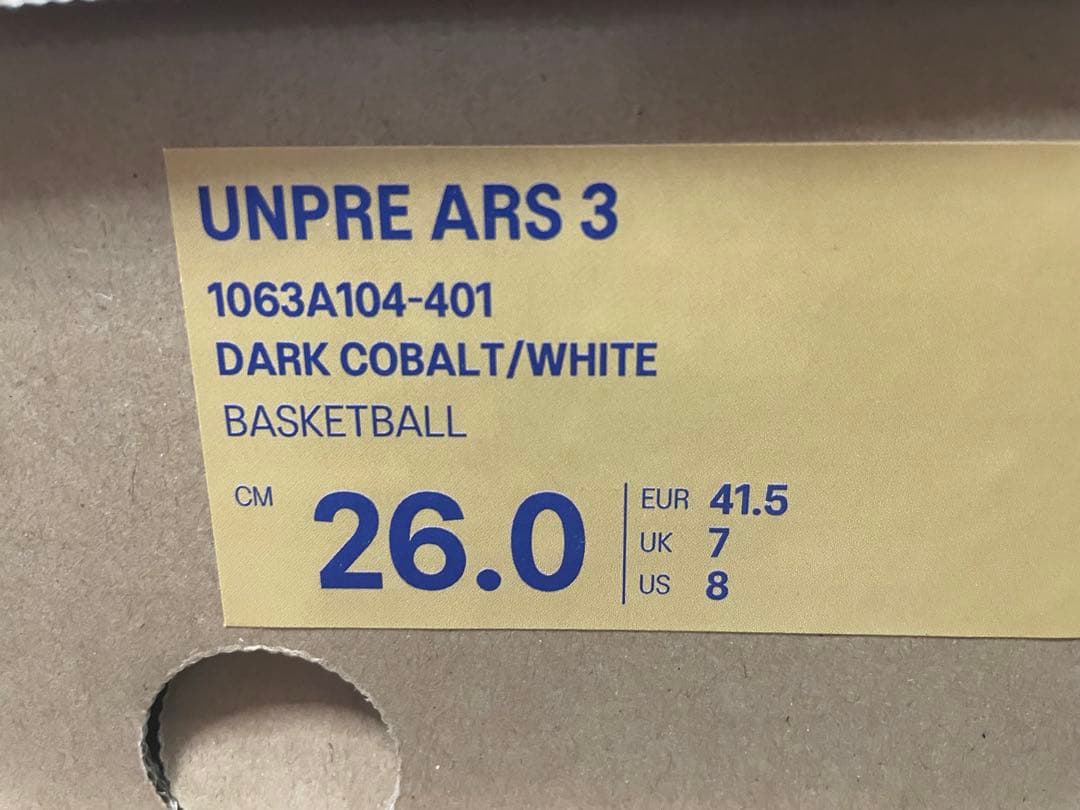 UNPRE ARS 3
1063A104-401
DARK COBALT/WHITE
BASKETBALL
CM 26.0
EUR 41.5
UK 7
US 8